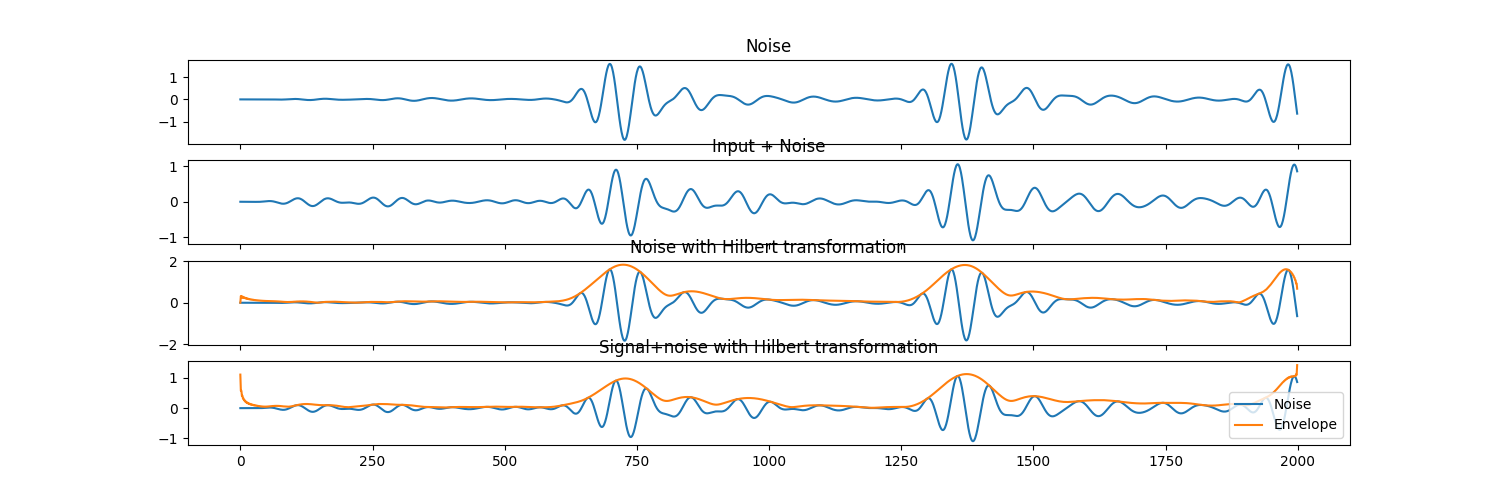 Noise
1
0
−1
Input + Noise
1
0
−1
Noise with Hilbert transformation
2
0
−2
Signal+noise with Hilbert transformation
1
0
−1
Noise
Envelope
0 250 500 750 1000 1250 1500 1750 2000